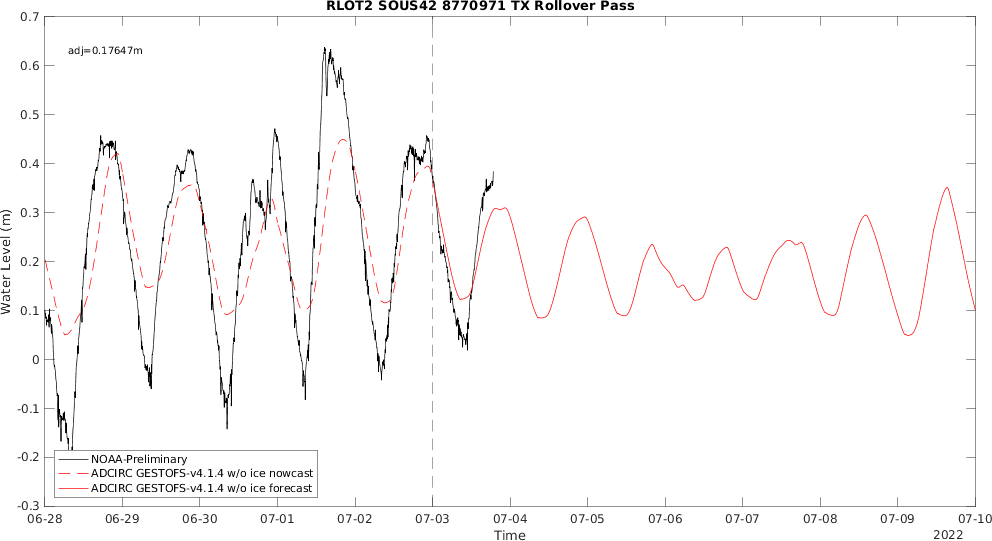 RLOT2 SOUS42 8770971 TX Rollover Pass
adj=0.17647m
0.7
0.6
0.5
0.4
0.3
0.2
0.1
0
-0.1
-0.2
-0.3
Water Level (m)
NOAA-Preliminary
ADCIRC GESTOFS-v4.1.4 w/o ice nowcast
ADCIRC GESTOFS-v4.1.4 w/o ice forecast
06-28 06-29 06-30 07-01 07-02 07-03 07-04 07-05 07-06 07-07 07-08 07-09 07-10
Time
2022